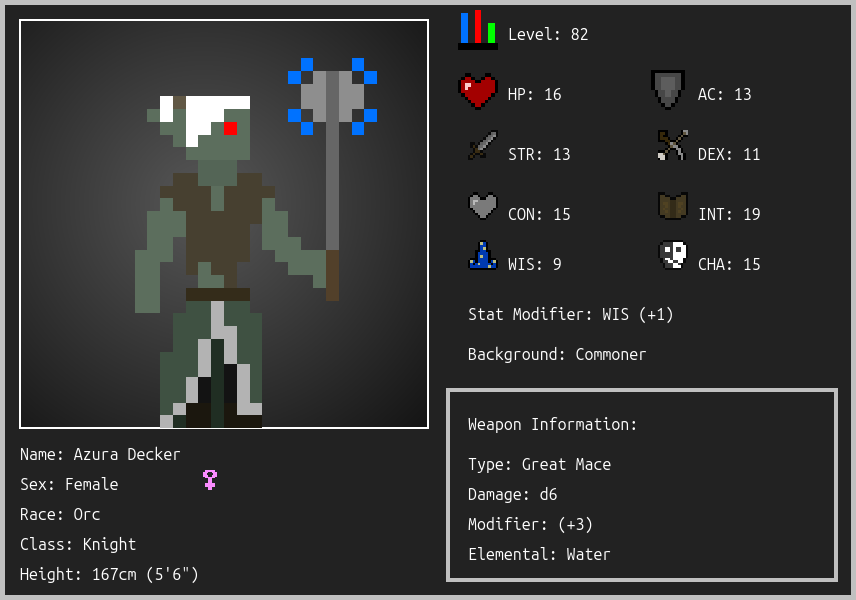 Level: 82
HP: 16
AC: 13
STR: 13
DEX: 11
CON: 15
INT: 19
WIS: 9
CHA: 15
Stat Modifier: WIS (+1)
Background: Commoner
Weapon Information:
Type: Great Mace
Damage: d6
Modifier: (+3)
Elemental: Water
Name: Azura Decker
Sex: Female
Race: Orc
Class: Knight
Height: 167cm (5'6")